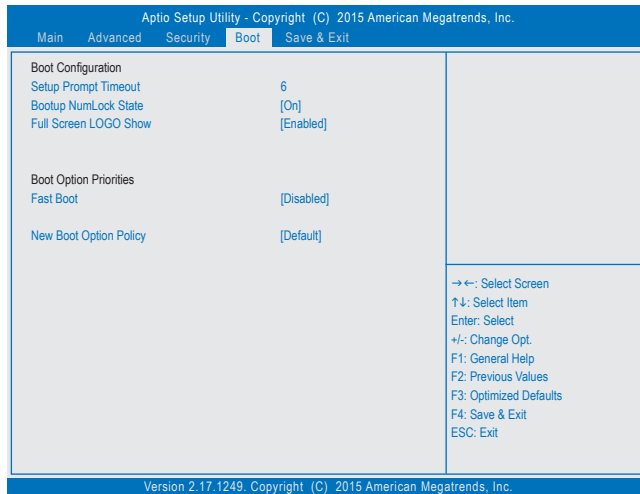 Aptio Setup Utility - Copyright (C) 2015 American Megatrends, Inc.
Main Advanced Security Boot Save & Exit
Boot Configuration
Setup Prompt Timeout 6
Bootup NumLock State [On]
Full Screen LOGO Show [Enabled]
Boot Option Priorities
Fast Boot [Disabled]
New Boot Option Policy [Default]
→←: Select Screen
↑↓: Select Item
Enter: Select
+/-: Change Opt.
F1: General Help
F2: Previous Values
F3: Optimized Defaults
F4: Save & Exit
ESC: Exit
Version 2.17.1249. Copyright (C) 2015 American Megatrends, Inc.